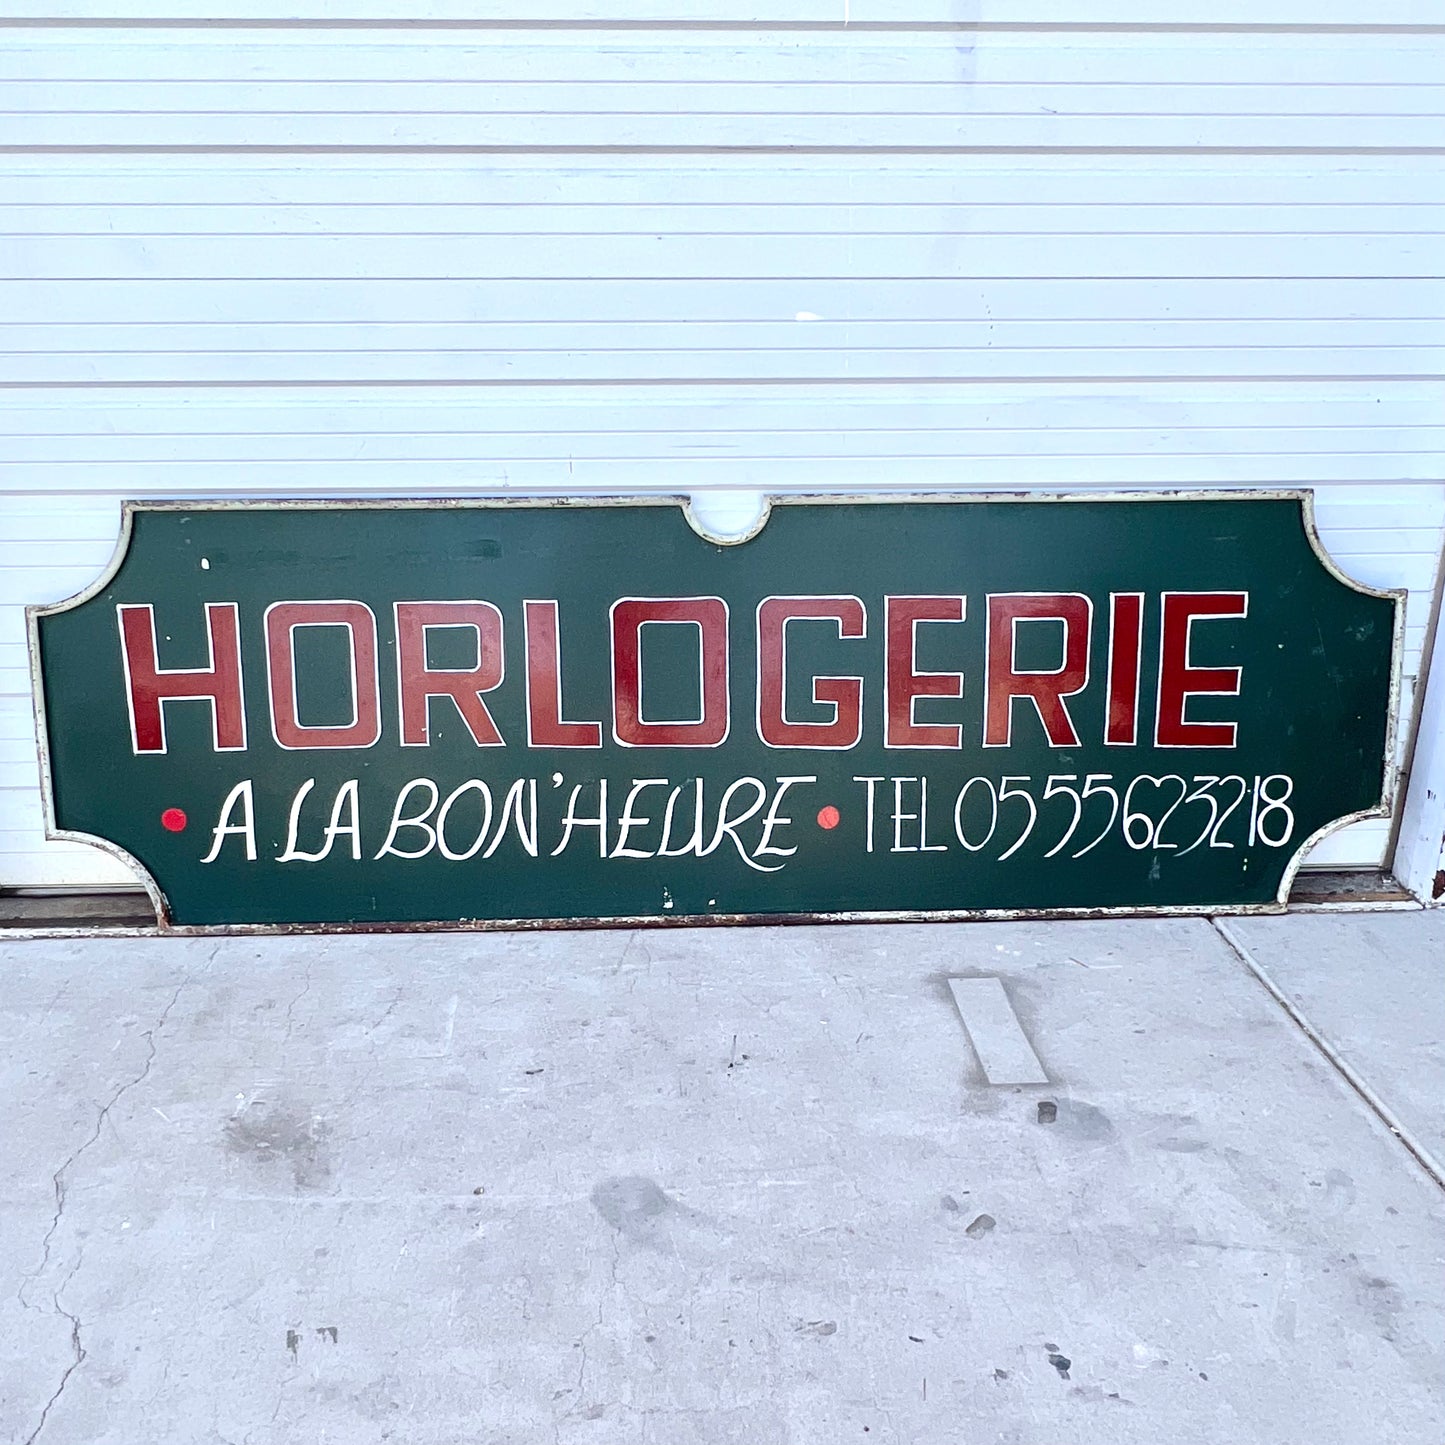 HORLOGERIE
• A LA BON'HEURE • TEL 0555623218